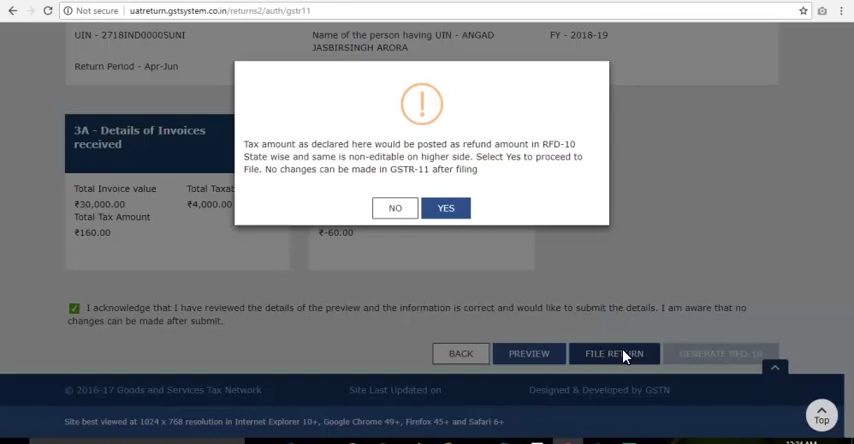 Not secure | uatreturn.gstsystem.co.in/returns2/auth/gstr11
UIN - 2718IND0000SUNI
Name of the person having UIN - ANGAD
JASBIRSINGH ARORA
FY - 2018-19
Return Period - Apr-Jun
3A - Details of Invoices
received
Total Invoice value
Total Taxab
₹30,000.00
₹4,000.00
Total Tax Amount
₹160.00
₹-60.00
!
Tax amount as declared here would be posted as refund amount in RFD-10
State wise and same is non-editable on higher side. Select Yes to proceed to
File. No changes can be made in GSTR-11 after filing
NO
YES
I acknowledge that I have reviewed the details of the preview and the information is correct and would like to submit the details. I am aware that no
changes can be made after submit.
BACK
PREVIEW
FILE RETURN
GENERATE RFD-10
© 2016-17 Goods and Services Tax Network
Site Last Updated on
Designed & Developed by GSTN
Site best viewed at 1024 x 768 resolution in Internet Explorer 10+, Google Chrome 49+, Firefox 45+ and Safari 6+
Top